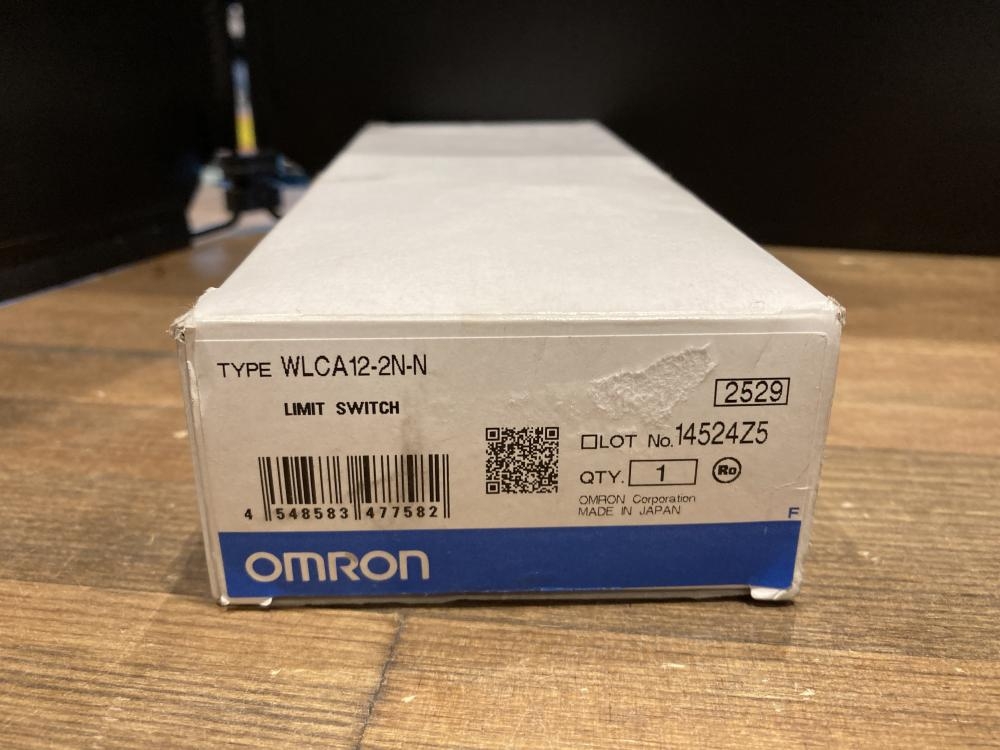 TYPE WLCA12-2N-N
LIMIT SWITCH
2529
LOT No. 14524Z5
QTY. 1
Ro
OMRON Corporation
MADE IN JAPAN
4 548583 477582
F
OMRON